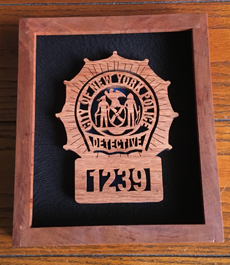 CITY OF NEW YORK POLICE
DETECTIVE
1239